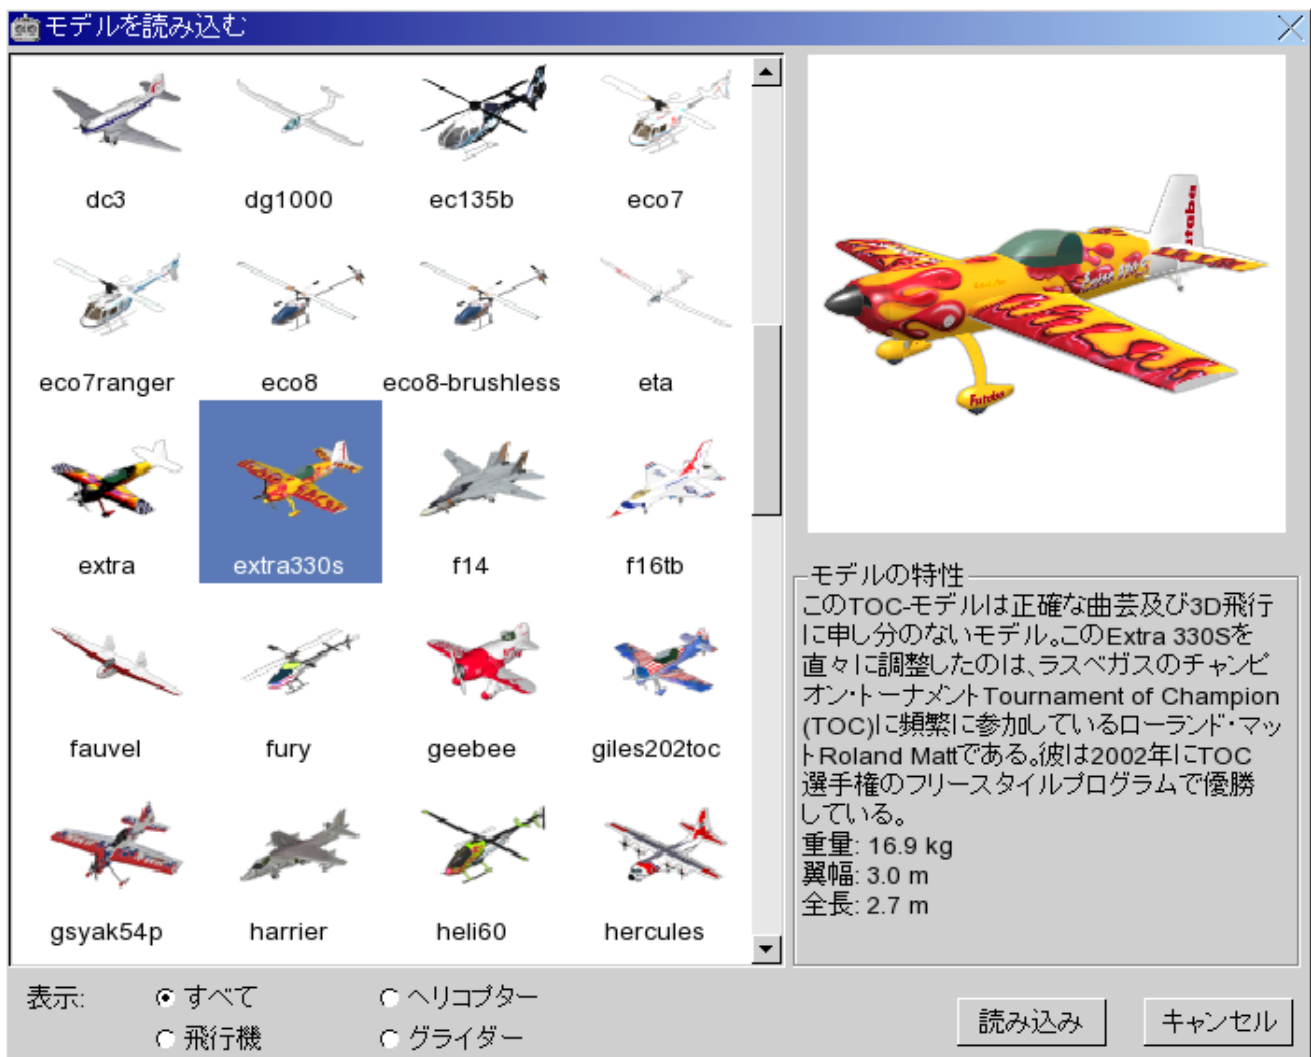 モデルを読み込む
dc3
dg1000
ec135b
eco7
eco7ranger
eco8
eco8-brushless
eta
extra
extra330s
f14
f16tb
fauvel
fury
geebee
giles202toc
gsyak54p
harrier
heli60
hercules
Futaba
モデルの特性
このTOC-モデルは正確な曲芸及び3D飛行
に申し分のないモデル。このExtra 330Sを
直々に調整したのは、ラスベガスのチャンピ
オン・トーナメントTournament of Champion
(TOC)に頻繁に参加しているローランド・マッ
トRoland Mattである。彼は2002年にTOC
選手権のフリースタイルプログラムで優勝
している。
重量: 16.9 kg
翼幅: 3.0 m
全長: 2.7 m
表示:
すべて
ヘリコプター
飛行機
グライダー
読み込み
キャンセル